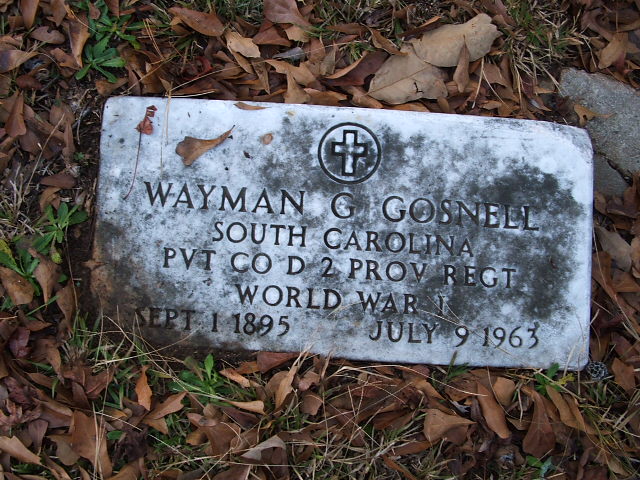 WAYMAN G GOSNELL
SOUTH CAROLINA
PVT CO D 2 PROV REGT
WORLD WAR I
SEPT 1 1895 JULY 9 1963